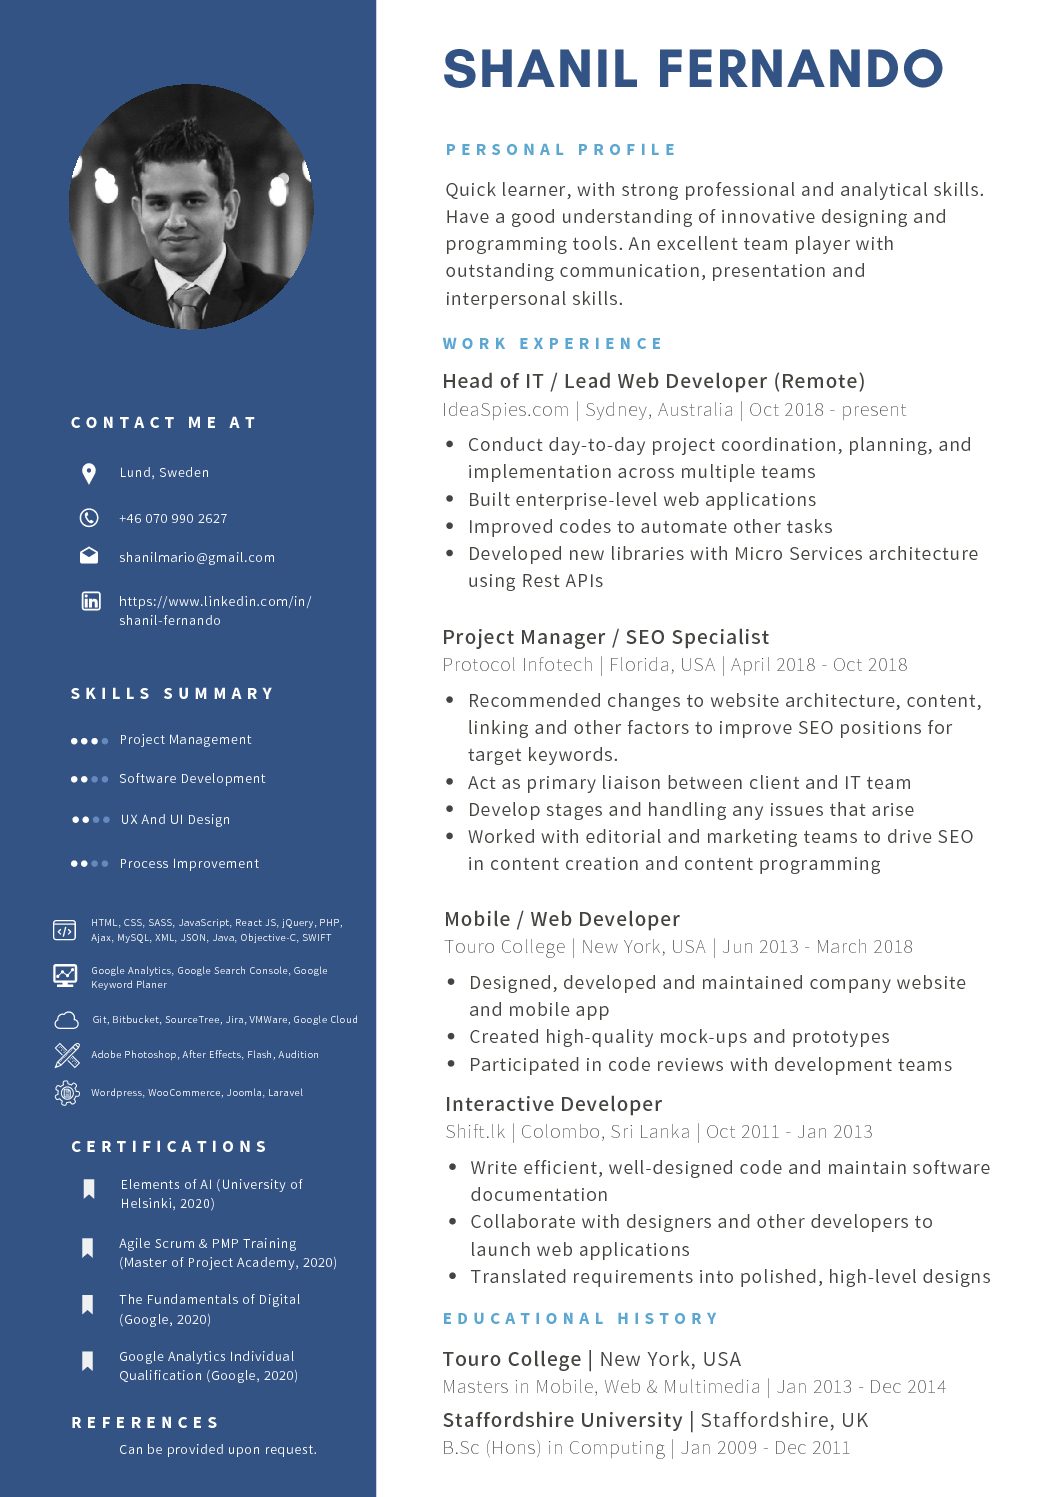 SHANIL FERNANDO
PERSONAL PROFILE
Quick learner, with strong professional and analytical skills.
Have a good understanding of innovative designing and
programming tools. An excellent team player with
outstanding communication, presentation and
interpersonal skills.
WORK EXPERIENCE
Head of IT / Lead Web Developer (Remote)
IdeaSpies.com | Sydney, Australia | Oct 2018 - present
• Conduct day-to-day project coordination, planning, and
implementation across multiple teams
• Built enterprise-level web applications
• Improved codes to automate other tasks
• Developed new libraries with Micro Services architecture
using Rest APIs
Project Manager / SEO Specialist
Protocol Infotech | Florida, USA | April 2018 - Oct 2018
• Recommended changes to website architecture, content,
linking and other factors to improve SEO positions for
target keywords.
• Act as primary liaison between client and IT team
• Develop stages and handling any issues that arise
• Worked with editorial and marketing teams to drive SEO
in content creation and content programming
Mobile / Web Developer
Touro College | New York, USA | Jun 2013 - March 2018
• Designed, developed and maintained company website
and mobile app
• Created high-quality mock-ups and prototypes
• Participated in code reviews with development teams
Interactive Developer
Shift.lk | Colombo, Sri Lanka | Oct 2011 - Jan 2013
• Write efficient, well-designed code and maintain software
documentation
• Collaborate with designers and other developers to
launch web applications
• Translated requirements into polished, high-level designs
EDUCATIONAL HISTORY
Touro College | New York, USA
Masters in Mobile, Web & Multimedia | Jan 2013 - Dec 2014
Staffordshire University | Staffordshire, UK
B.Sc (Hons) in Computing | Jan 2009 - Dec 2011
CONTACT ME AT
Lund, Sweden
+46 070 990 2627
shanilmario@gmail.com
https://www.linkedin.com/in/
shanil-fernando
SKILLS SUMMARY
Project Management
Software Development
UX And UI Design
Process Improvement
HTML, CSS, SASS, JavaScript, React JS, jQuery, PHP,
Ajax, MySQL, XML, JSON, Java, Objective-C, SWIFT
Google Analytics, Google Search Console, Google
Keyword Planer
Git, Bitbucket, SourceTree, Jira, VMWare, Google Cloud
Adobe Photoshop, After Effects, Flash, Audition
Wordpress, WooCommerce, Joomla, Laravel
CERTIFICATIONS
Elements of AI (University of
Helsinki, 2020)
Agile Scrum & PMP Training
(Master of Project Academy, 2020)
The Fundamentals of Digital
(Google, 2020)
Google Analytics Individual
Qualification (Google, 2020)
REFERENCES
Can be provided upon request.